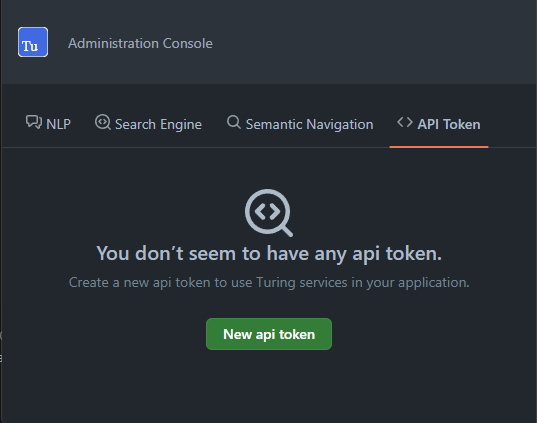 Tu
Administration Console
NLP
Search Engine
Semantic Navigation
API Token
You don’t seem to have any api token.
Create a new api token to use Turing services in your application.
New api token